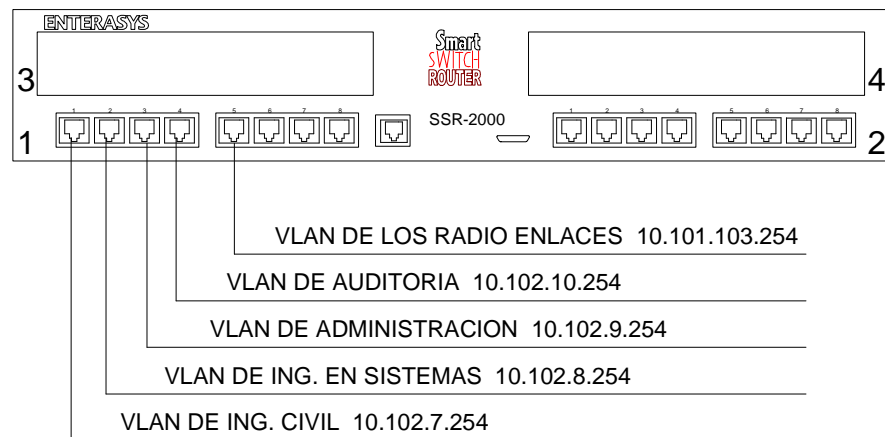 ENTERASYS
Smart
SWITCH
ROUTER
3
4
1 2 3 4 5 6 7 8
SSR-2000
1 2 3 4 5 6 7 8
1
2
VLAN DE LOS RADIO ENLACES 10.101.103.254
VLAN DE AUDITORIA 10.102.10.254
VLAN DE ADMINISTRACION 10.102.9.254
VLAN DE ING. EN SISTEMAS 10.102.8.254
VLAN DE ING. CIVIL 10.102.7.254